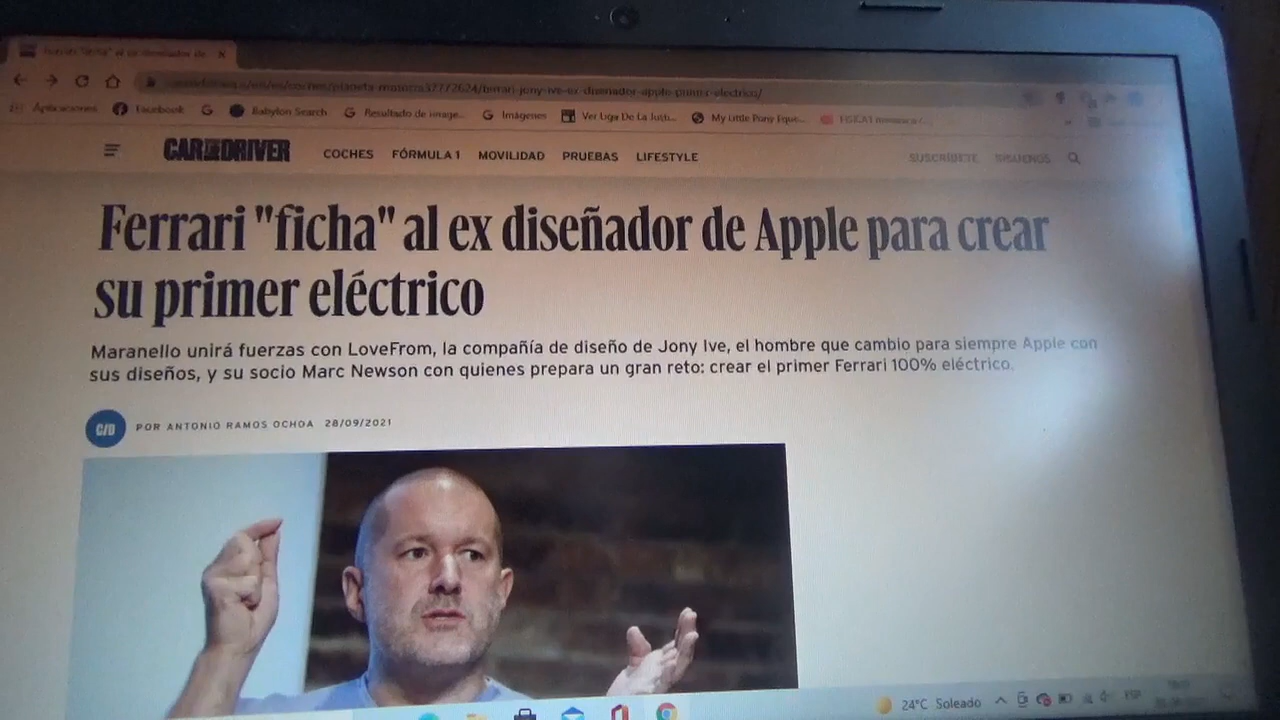 Aplicaciones Facebook G Babylon Search G Resultado de image... G Imágenes Ver Liga De La Justi... My Little Pony Eque...
CAR AND DRIVER COCHES FÓRMULA 1 MOVILIDAD PRUEBAS LIFESTYLE SUSCRÍBETE SÍGUENOS
Ferrari "ficha" al ex diseñador de Apple para crear
su primer eléctrico
Maranello unirá fuerzas con LoveFrom, la compañía de diseño de Jony Ive, el hombre que cambio para siempre Apple con
sus diseños, y su socio Marc Newson con quienes prepara un gran reto: crear el primer Ferrari 100% eléctrico.
C/D POR ANTONIO RAMOS OCHOA 28/09/2021
24°C Soleado ESP